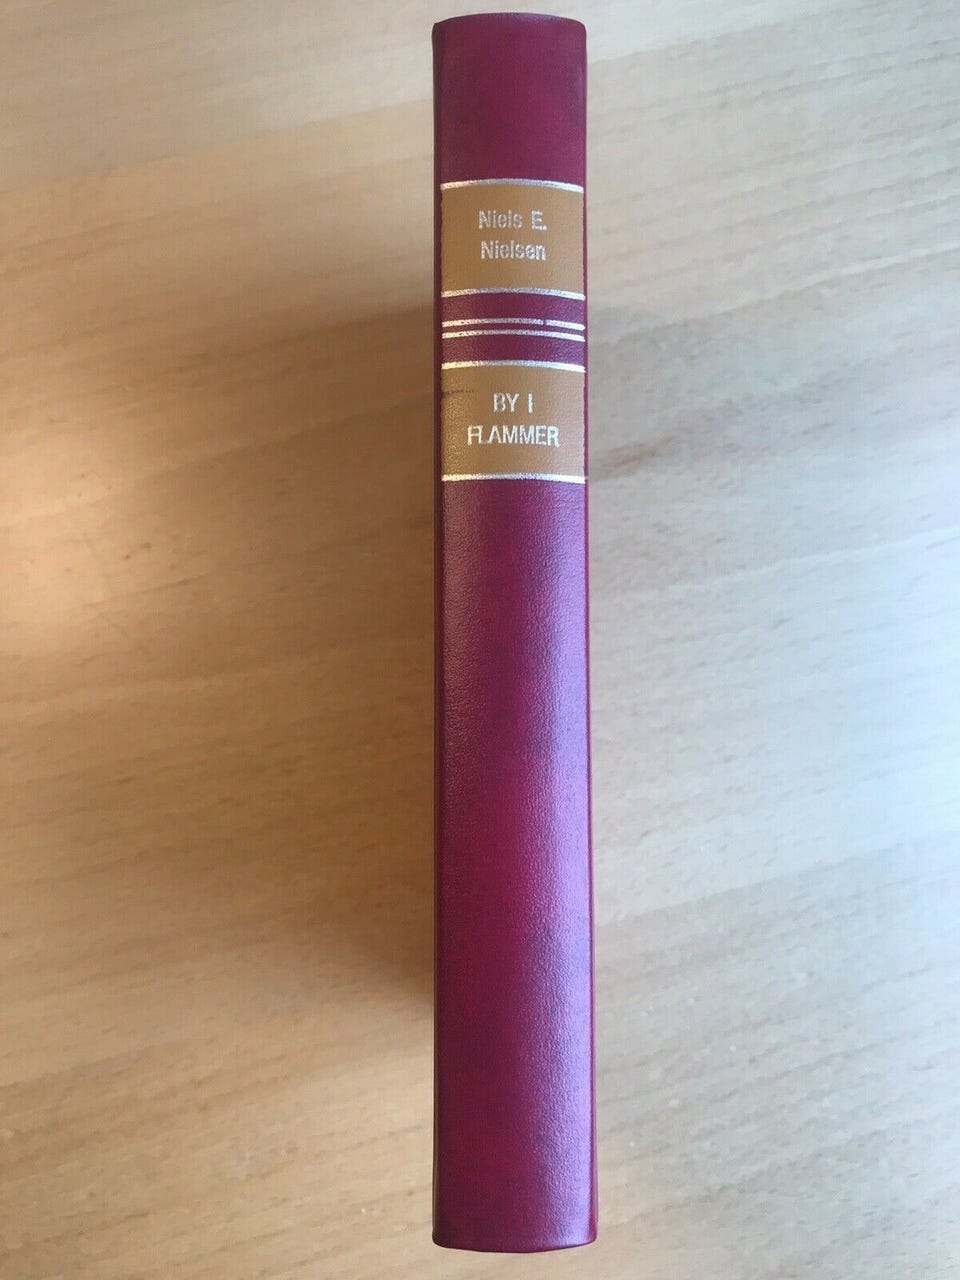 Niels E.
Nielsen
BY I
FLAMMER